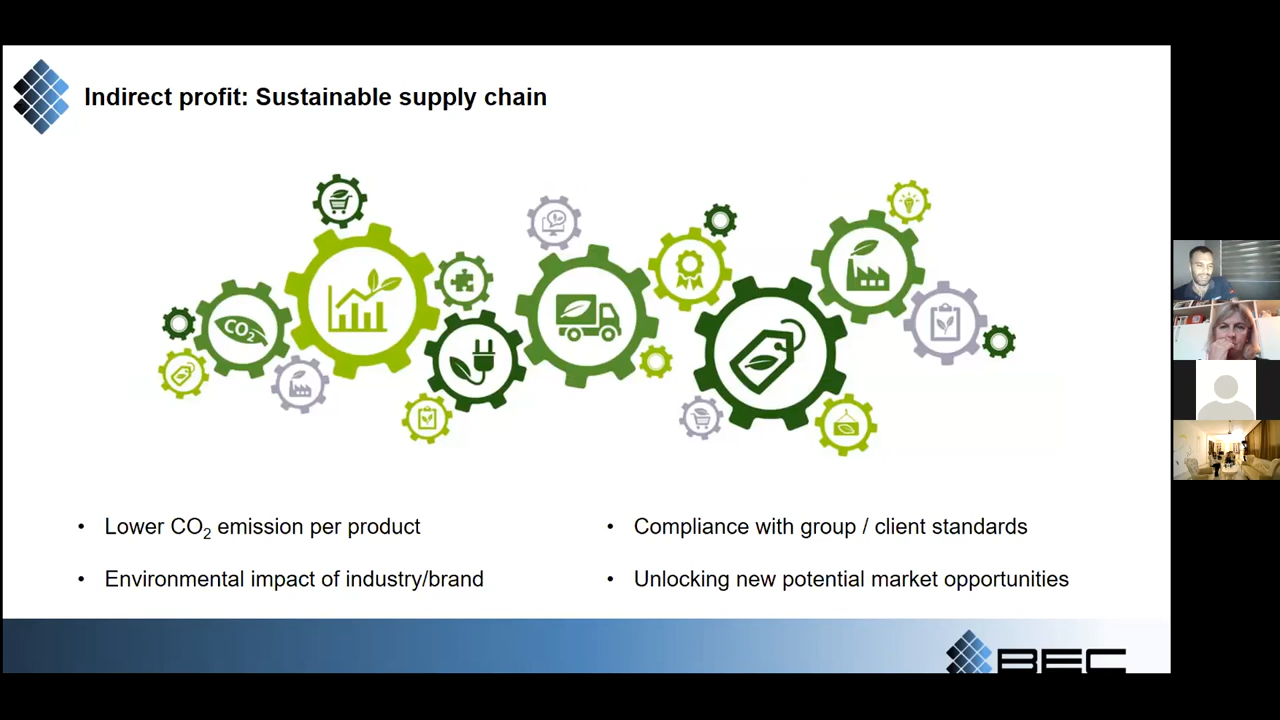 Indirect profit: Sustainable supply chain
CO2
• Lower CO2 emission per product
• Environmental impact of industry/brand
• Compliance with group / client standards
• Unlocking new potential market opportunities
BEC